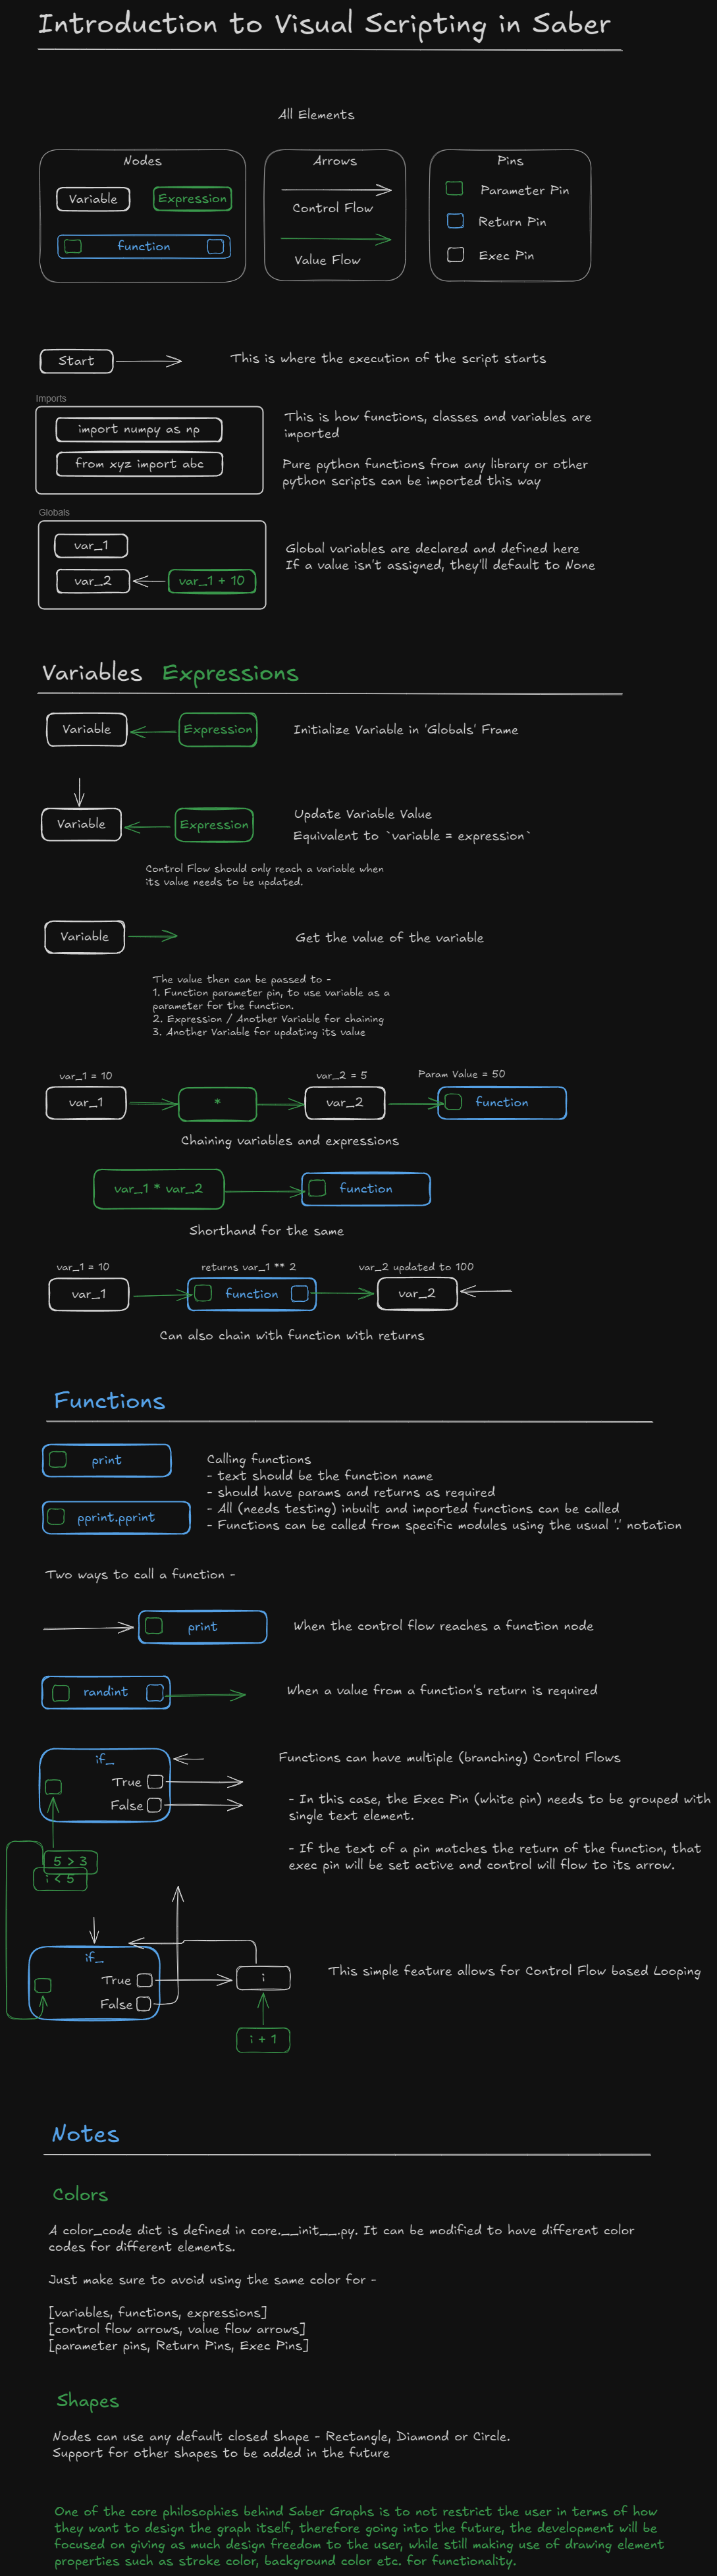 Introduction to Visual Scripting in Saber
All Elements
Nodes
Variable
Expression
function
Arrows
Control Flow
Value Flow
Pins
Parameter Pin
Return Pin
Exec Pin
Start
This is where the execution of the script starts
Imports
import numpy as np
from xyz import abc
This is how functions, classes and variables are
imported
Pure python functions from any library or other
python scripts can be imported this way
Globals
var_1
var_2
var_1 + 10
Global variables are declared and defined here
If a value isn't assigned, they'll default to None
Variables Expressions
Variable
Expression
Initialize Variable in 'Globals' Frame
Variable
Expression
Update Variable Value
Equivalent to `variable = expression`
Control Flow should only reach a variable when
its value needs to be updated.
Variable
Get the value of the variable
The value then can be passed to -
1. Function parameter pin, to use variable as a
parameter for the function.
2. Expression / Another Variable for chaining
3. Another Variable for updating its value
var_1 = 10
var_2 = 5
Param Value = 50
var_1
*
var_2
function
Chaining variables and expressions
var_1 * var_2
function
Shorthand for the same
var_1 = 10
returns var_1 ** 2
var_2 updated to 100
var_1
function
var_2
Can also chain with function with returns
Functions
print
pprint.pprint
Calling functions
- text should be the function name
- should have params and returns as required
- All (needs testing) inbuilt and imported functions can be called
- Functions can be called from specific modules using the usual '.' notation
Two ways to call a function -
print
When the control flow reaches a function node
randint
When a value from a function's return is required
if_
True
False
5 > 3
Functions can have multiple (branching) Control Flows
- In this case, the Exec Pin (white pin) needs to be grouped with
single text element.
- If the text of a pin matches the return of the function, that
exec pin will be set active and control will flow to its arrow.
i < 5
if_
True
False
i
i + 1
This simple feature allows for Control Flow based Looping
Notes
Colors
A color_code dict is defined in core.__init__.py. It can be modified to have different color
codes for different elements.
Just make sure to avoid using the same color for -
[variables, functions, expressions]
[control flow arrows, value flow arrows]
[parameter pins, Return Pins, Exec Pins]
Shapes
Nodes can use any default closed shape - Rectangle, Diamond or Circle.
Support for other shapes to be added in the future
One of the core philosophies behind Saber Graphs is to not restrict the user in terms of how
they want to design the graph itself, therefore going into the future, the development will be
focused on giving as much design freedom to the user, while still making use of drawing element
properties such as stroke color, background color etc. for functionality.